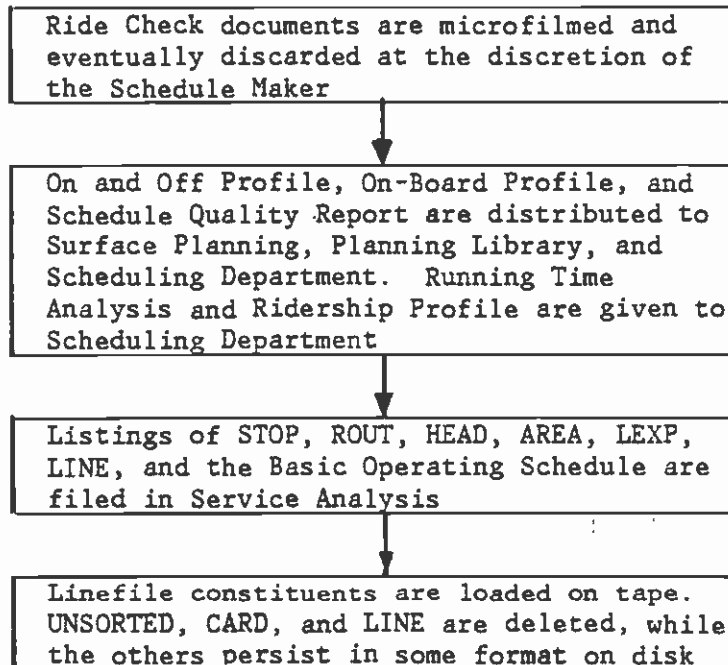 Ride Check documents are microfilmed and
eventually discarded at the discretion of
the Schedule Maker
On and Off Profile, On-Board Profile, and
Schedule Quality Report are distributed to
Surface Planning, Planning Library, and
Scheduling Department. Running Time
Analysis and Ridership Profile are given to
Scheduling Department
Listings of STOP, ROUT, HEAD, AREA, LEXP,
LINE, and the Basic Operating Schedule are
filed in Service Analysis
Linefile constituents are loaded on tape.
UNSORTED, CARD, and LINE are deleted, while
the others persist in some format on disk